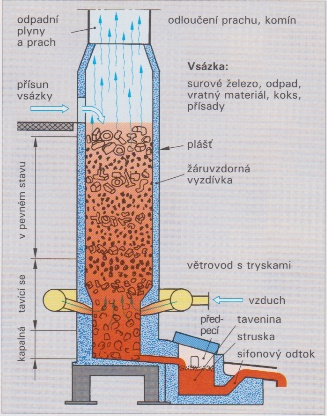 odpadní
plyny
a prach
odloučení prachu, komín
Vsázka:
surové železo, odpad,
vratný materiál, koks,
přísady
přísun
vsázky
plášť
žáruvzdorná
vyzdívka
v pevném stavu
větrovod s tryskami
tavící se
vzduch
před-
pecí
tavenina
struska
sifonový odtok
kapalná